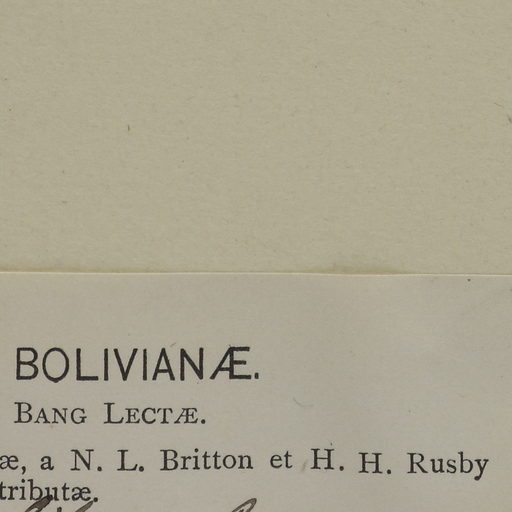 BOLIVIANÆ.
BANG LECTÆ.
æ, a N. L. Britton et H. H. Rusby
tributæ.